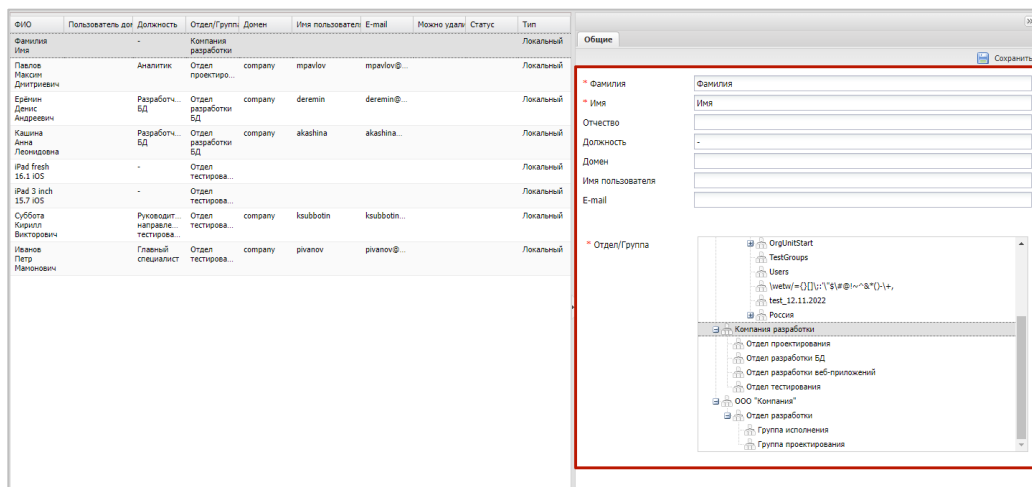 ФИО Пользователь дом Должность Отдел/Группа Домен Имя пользователя E-mail Можно удали Статус Тип
Фамилия Имя - Компания разработки Локальный
Павлов Максим Дмитриевич Аналитик Отдел проектиро... company mpavlov mpavlov@... Локальный
Ерёмин Денис Андреевич Разработч... БД Отдел разработки БД company deremin deremin@... Локальный
Кашина Анна Леонидовна Разработч... БД Отдел разработки БД company akashina akashina... Локальный
iPad fresh 16.1 iOS - Отдел тестирова... Локальный
iPad 3 inch 15.7 iOS - Отдел тестирова... Локальный
Суббота Кирилл Викторович Руководит... направле... тестирова... Отдел тестирова... company ksubbotin ksubbotin... Локальный
Иванов Петр Мамонович Главный специалист Отдел тестирова... company pivanov pivanov@... Локальный
Общие
Сохранить
* Фамилия Фамилия
* Имя Имя
Отчество
Должность -
Домен
Имя пользователя
E-mail
* Отдел/Группа
OrgUnitStart
TestGroups
Users
\wetw/={}[]\;:'\"$\#@!~^&*()-\+,
test_12.11.2022
Россия
Компания разработки
Отдел проектирования
Отдел разработки БД
Отдел разработки веб-приложений
Отдел тестирования
ООО "Компания"
Отдел разработки
Группа исполнения
Группа проектирования